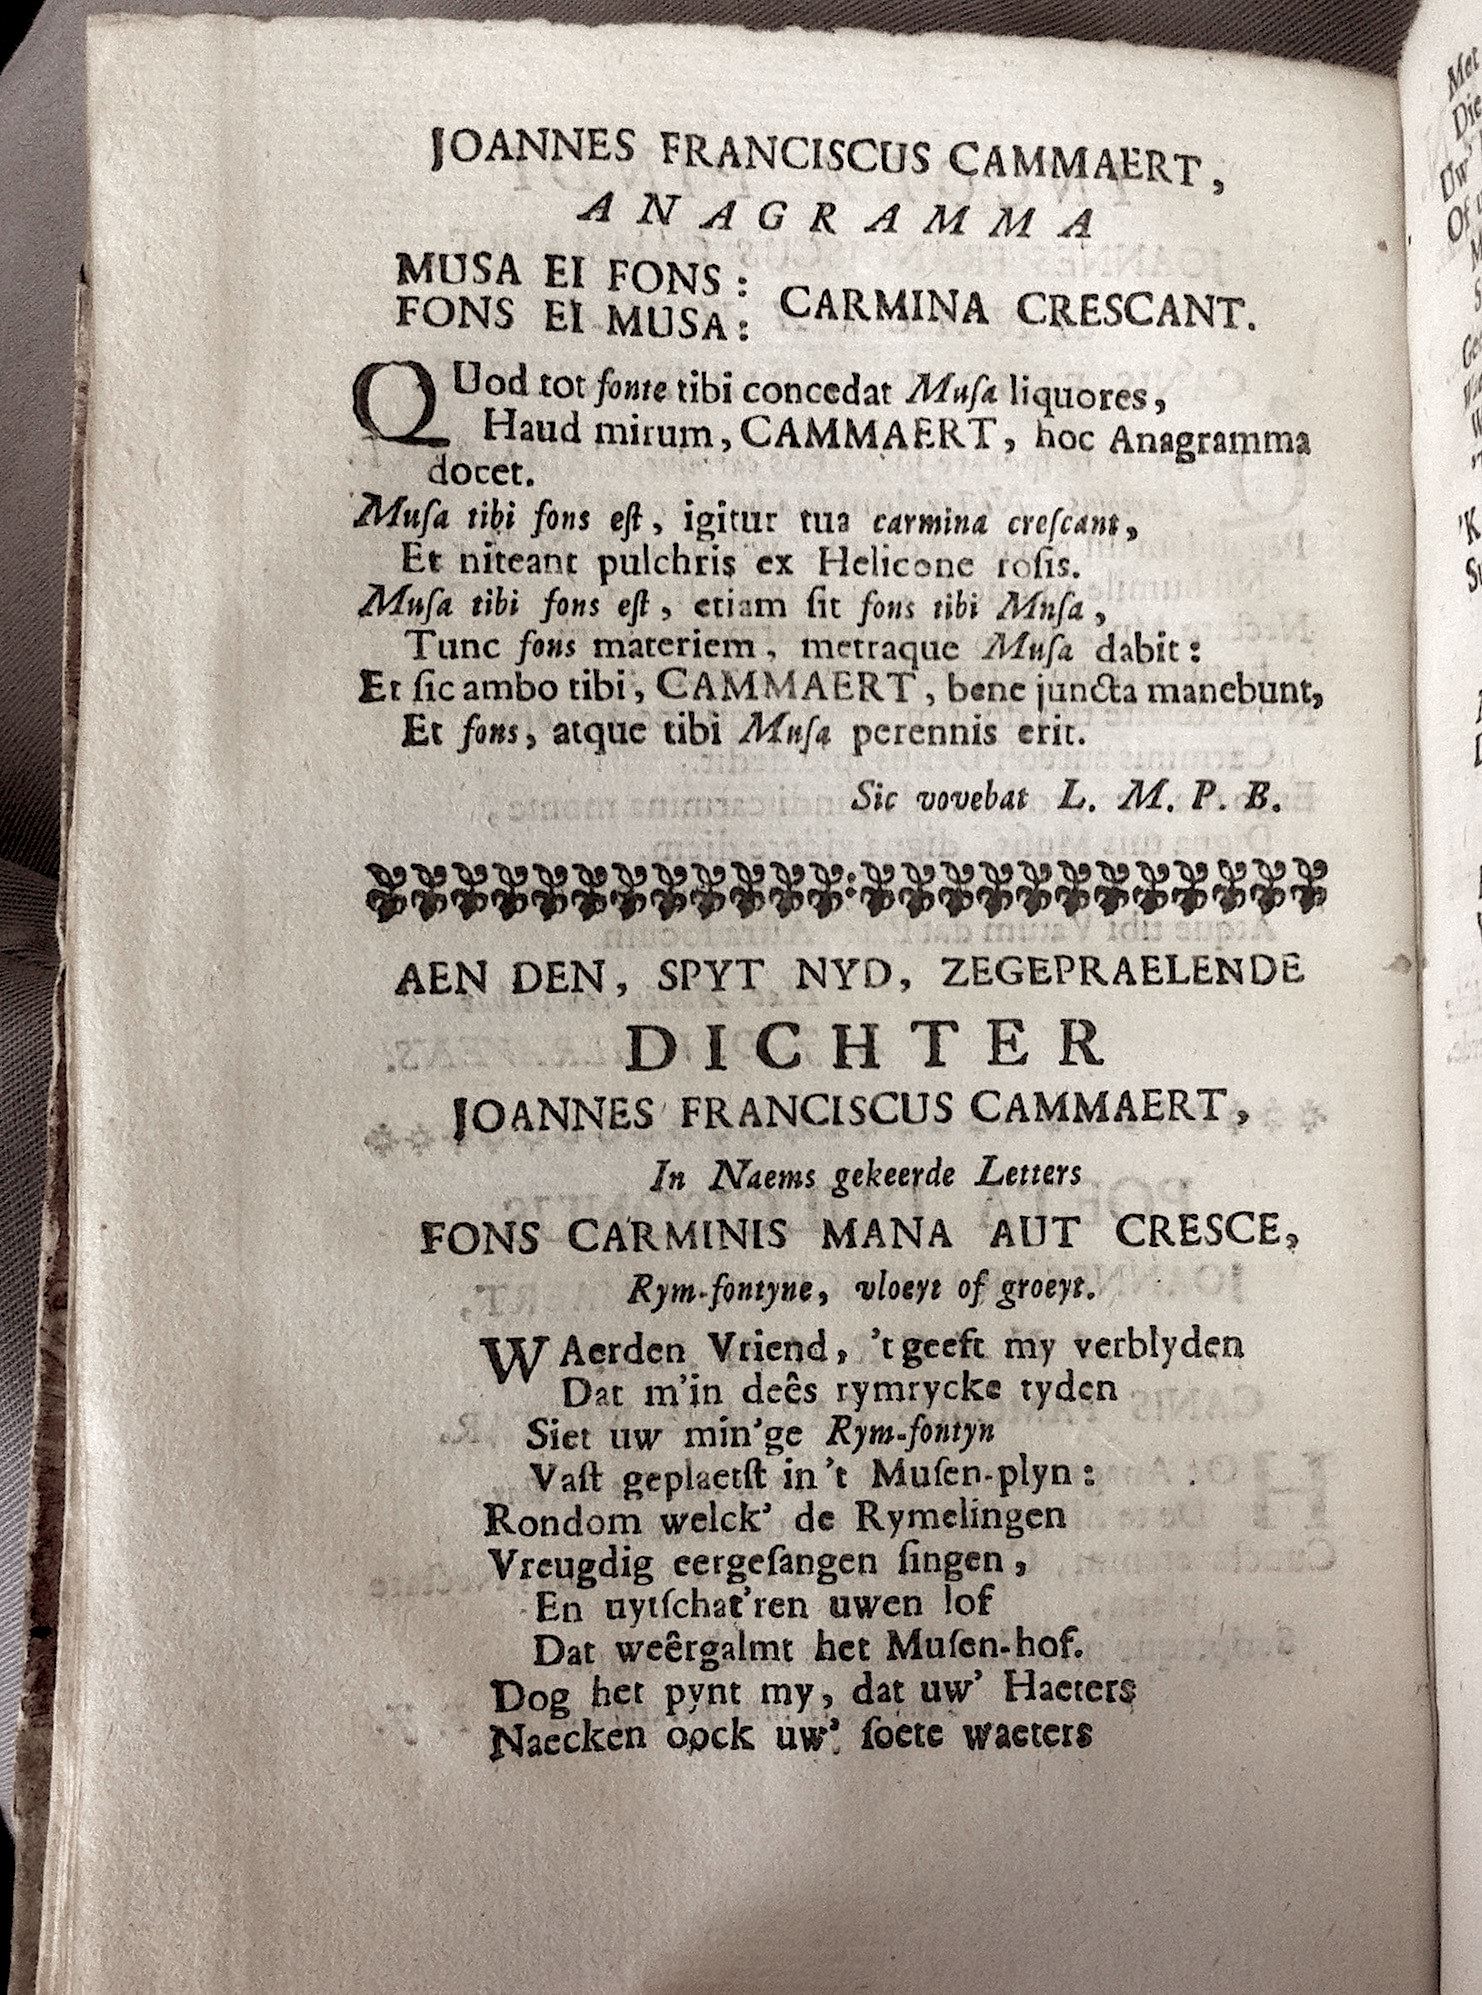 JOANNES FRANCISCUS CAMMAERT,
ANAGRAMMA
MUSA EI FONS :
FONS EI MUSA : CARMINA CRESCANT.
QUod tot fonte tibi concedat Muſa liquores,
Haud mirum, CAMMAERT, hoc Anagramma
docet.
Muſa tibi fons eſt, igitur tua carmina creſcant,
Et niteant pulchris ex Helicone roſis.
Muſa tibi fons eſt, etiam ſit fons tibi Muſa,
Tunc fons materiem, metraque Muſa dabit :
Et ſic ambo tibi, CAMMAERT, bene juncta manebunt,
Et fons, atque tibi Muſa perennis erit.
Sic vovebat L. M. P. B.
AEN DEN, SPYT NYD, ZEGEPRAELENDE
DICHTER
JOANNES FRANCISCUS CAMMAERT,
In Naems gekeerde Letters
FONS CARMINIS MANA AUT CRESCE,
Rym-fontyne, vloeyt of groeyt.
WAerden Vriend, 't geeft my verblyden
Dat m'in deês rymrycke tyden
Siet uw min'ge Rym-fontyn
Vaſt geplaetſt in 't Muſen-plyn :
Rondom welck' de Rymelingen
Vreugdig eergeſangen ſingen,
En uytſchat'ren uwen lof
Dat weêrgalmt het Muſen-hof.
Dog het pynt my, dat uw' Haeters
Naecken oock uw' ſoete waeters